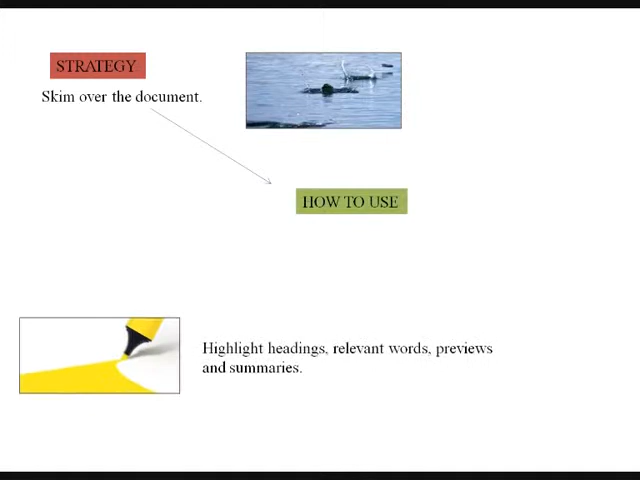 STRATEGY
Skim over the document.
HOW TO USE
Highlight headings, relevant words, previews
and summaries.